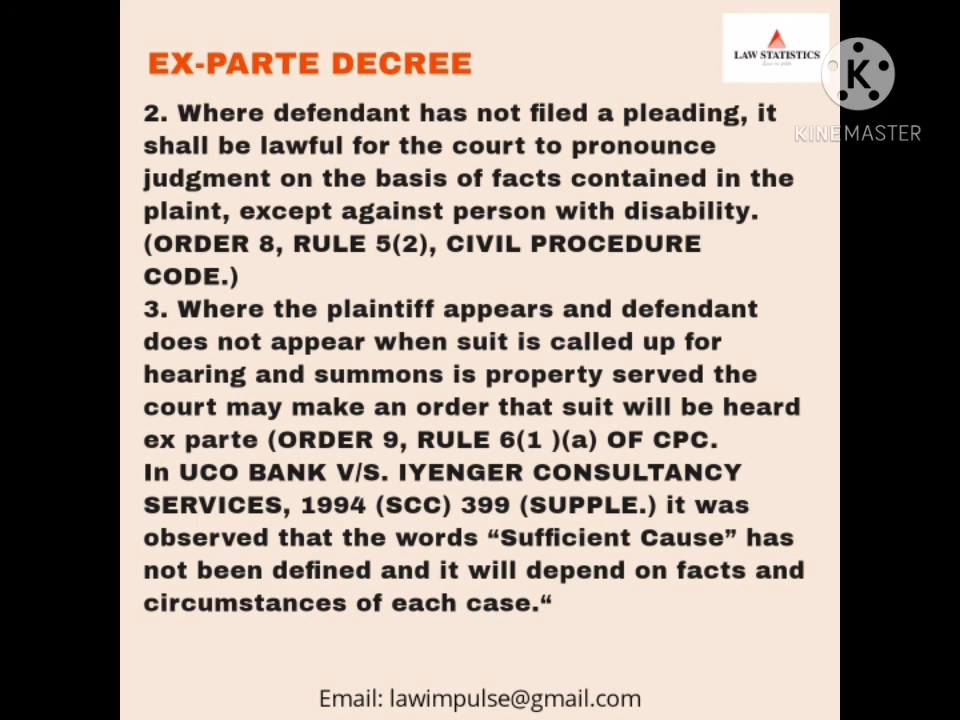 EX-PARTE DECREE
LAW STATISTICS
K
KINEMASTER
2. Where defendant has not filed a pleading, it
shall be lawful for the court to pronounce
judgment on the basis of facts contained in the
plaint, except against person with disability.
(ORDER 8, RULE 5(2), CIVIL PROCEDURE
CODE.)
3. Where the plaintiff appears and defendant
does not appear when suit is called up for
hearing and summons is property served the
court may make an order that suit will be heard
ex parte (ORDER 9, RULE 6(1 )(a) OF CPC.
In UCO BANK V/S. IYENGER CONSULTANCY
SERVICES, 1994 (SCC) 399 (SUPPLE.) it was
observed that the words “Sufficient Cause” has
not been defined and it will depend on facts and
circumstances of each case.“
Email: lawimpulse@gmail.com